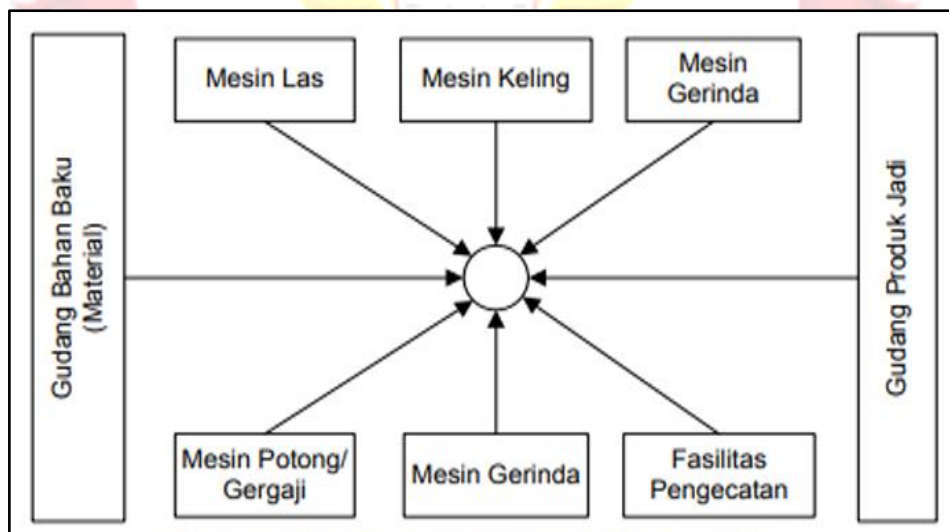 Gudang Bahan Baku
(Material)
Mesin Las
Mesin Keling
Mesin
Gerinda
Gudang Produk Jadi
Mesin Potong/
Gergaji
Mesin Gerinda
Fasilitas
Pengecatan